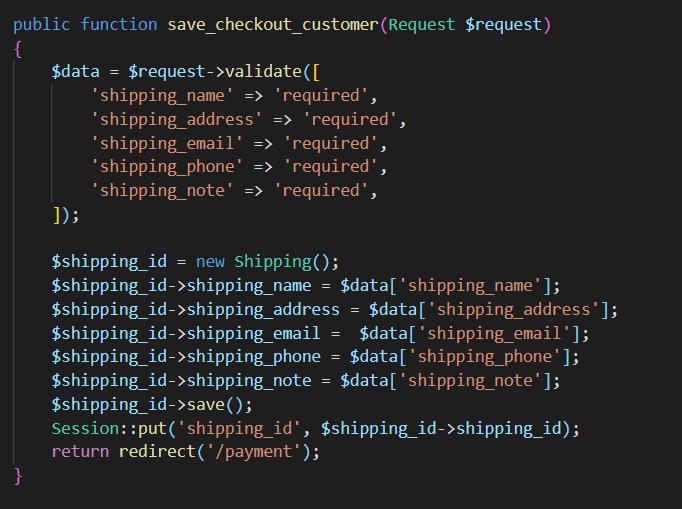 public function save_checkout_customer(Request $request)
{
    $data = $request->validate([
        'shipping_name' => 'required',
        'shipping_address' => 'required',
        'shipping_email' => 'required',
        'shipping_phone' => 'required',
        'shipping_note' => 'required',
    ]);

    $shipping_id = new Shipping();
    $shipping_id->shipping_name = $data['shipping_name'];
    $shipping_id->shipping_address = $data['shipping_address'];
    $shipping_id->shipping_email =  $data['shipping_email'];
    $shipping_id->shipping_phone = $data['shipping_phone'];
    $shipping_id->shipping_note = $data['shipping_note'];
    $shipping_id->save();
    Session::put('shipping_id', $shipping_id->shipping_id);
    return redirect('/payment');
}